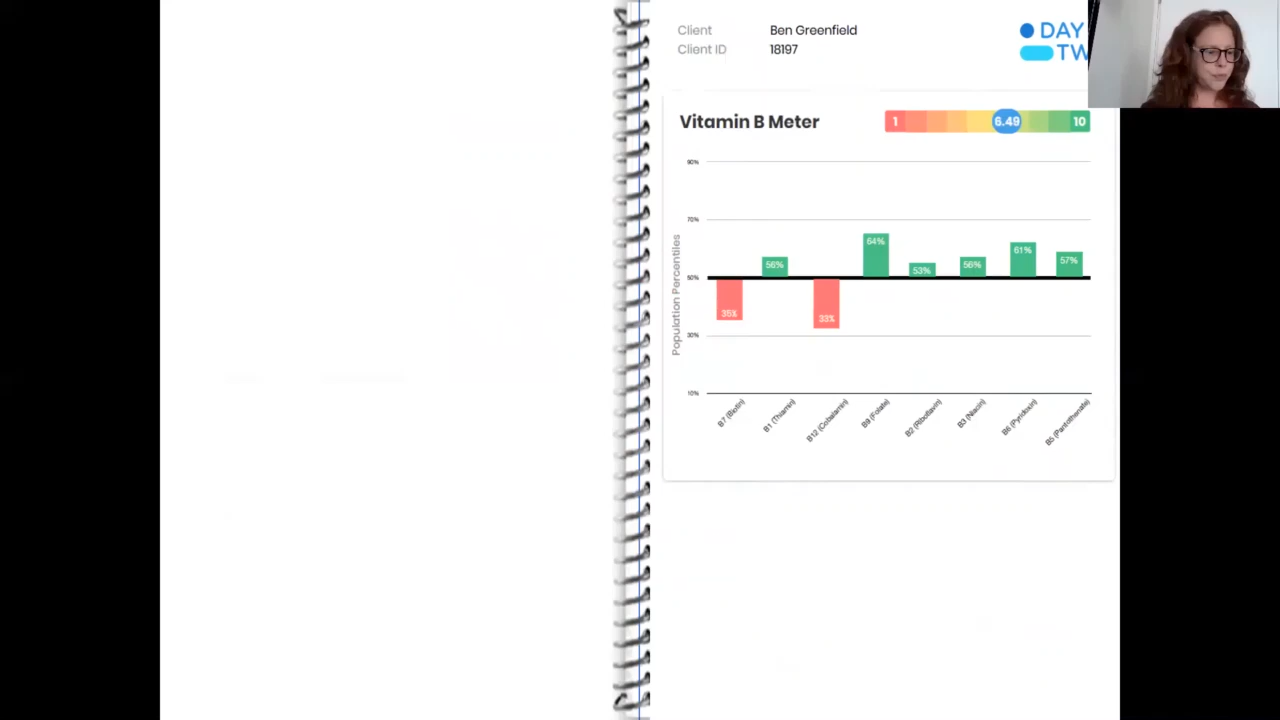 Client Ben Greenfield
Client ID 18197
DAY
TW
Vitamin B Meter
1 6.49 10
Population Percentiles
90%
70%
50%
30%
10%
35%
56%
33%
64%
53%
56%
61%
57%
B7 (Biotin)
B1 (Thiamin)
B12 (Cobalamin)
B9 (Folate)
B2 (Riboflavin)
B3 (Niacin)
B6 (Pyridoxin)
B5 (Pantothenate)